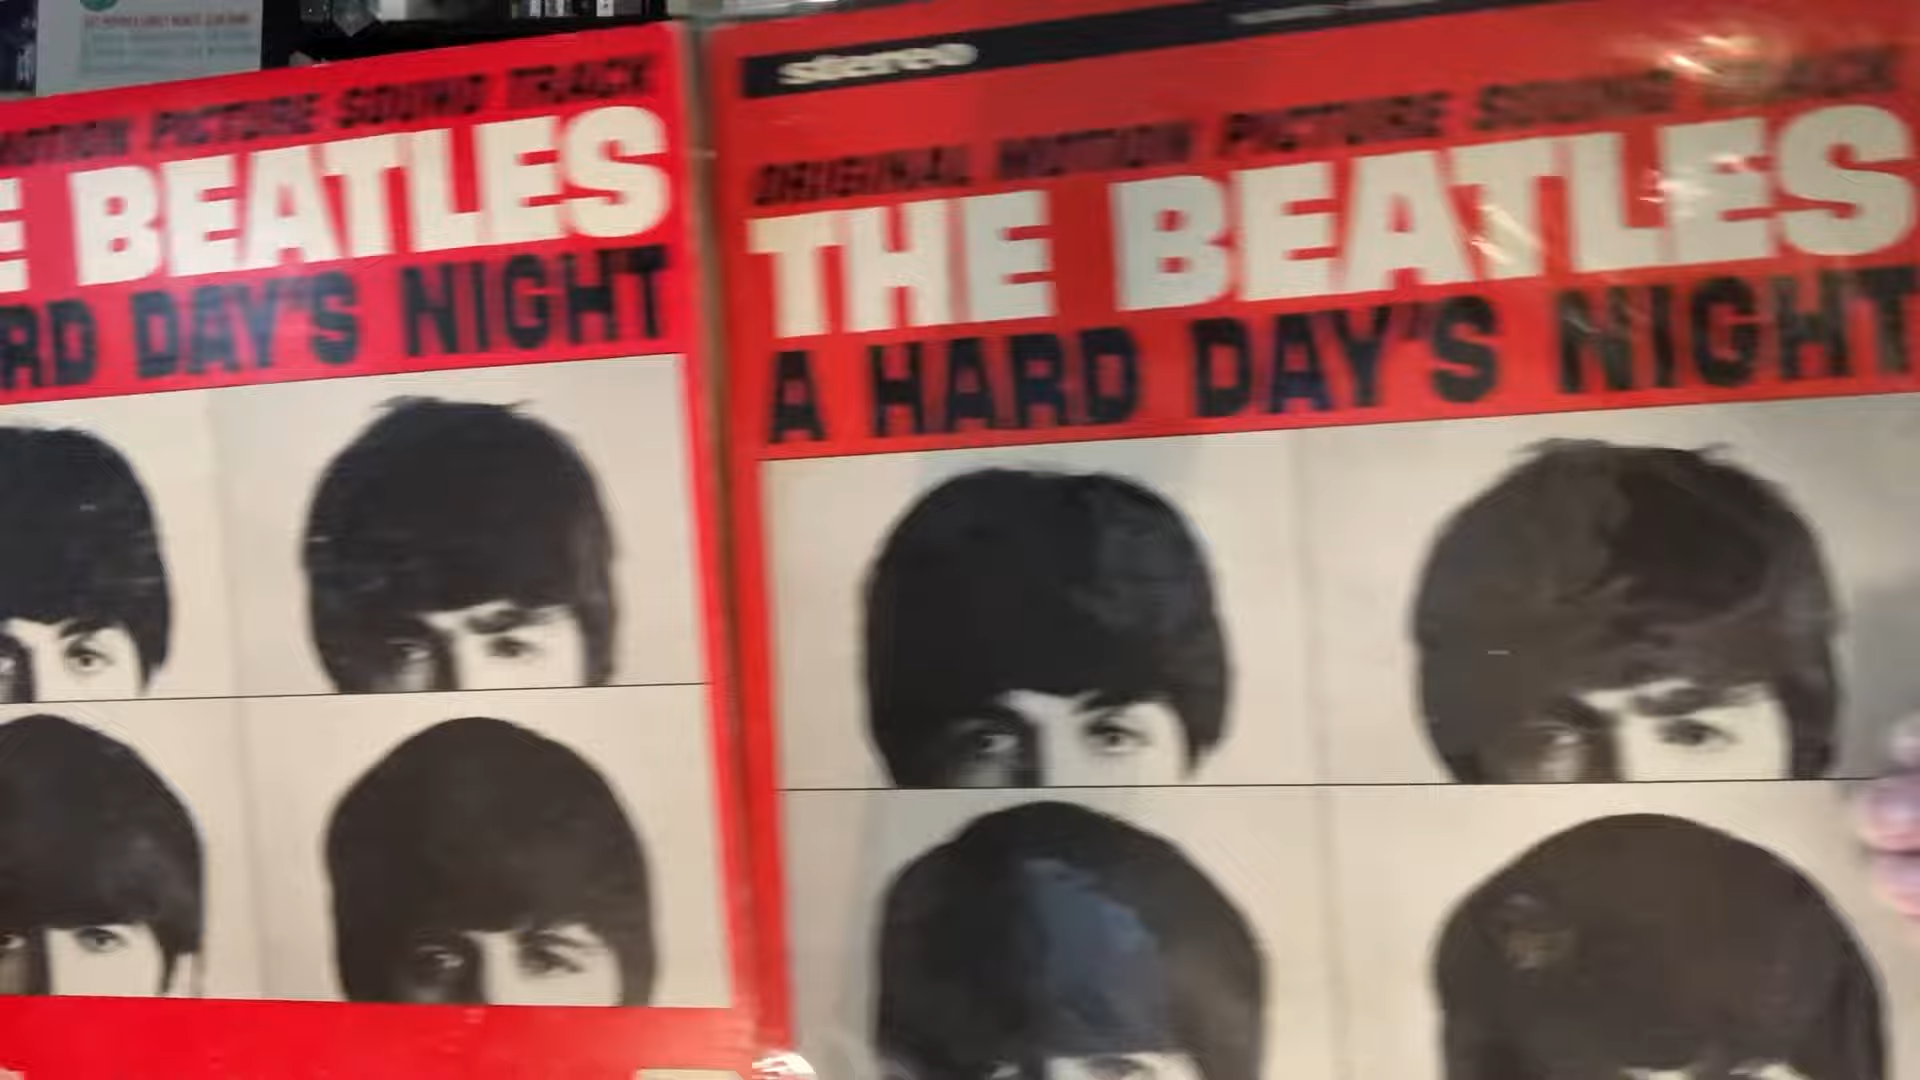 MOTION PICTURE SOUND TRACK
E BEATLES
RD DAY'S NIGHT
stereo
ORIGINAL MOTION PICTURE SOUND TRACK
THE BEATLES
A HARD DAY'S NIGHT